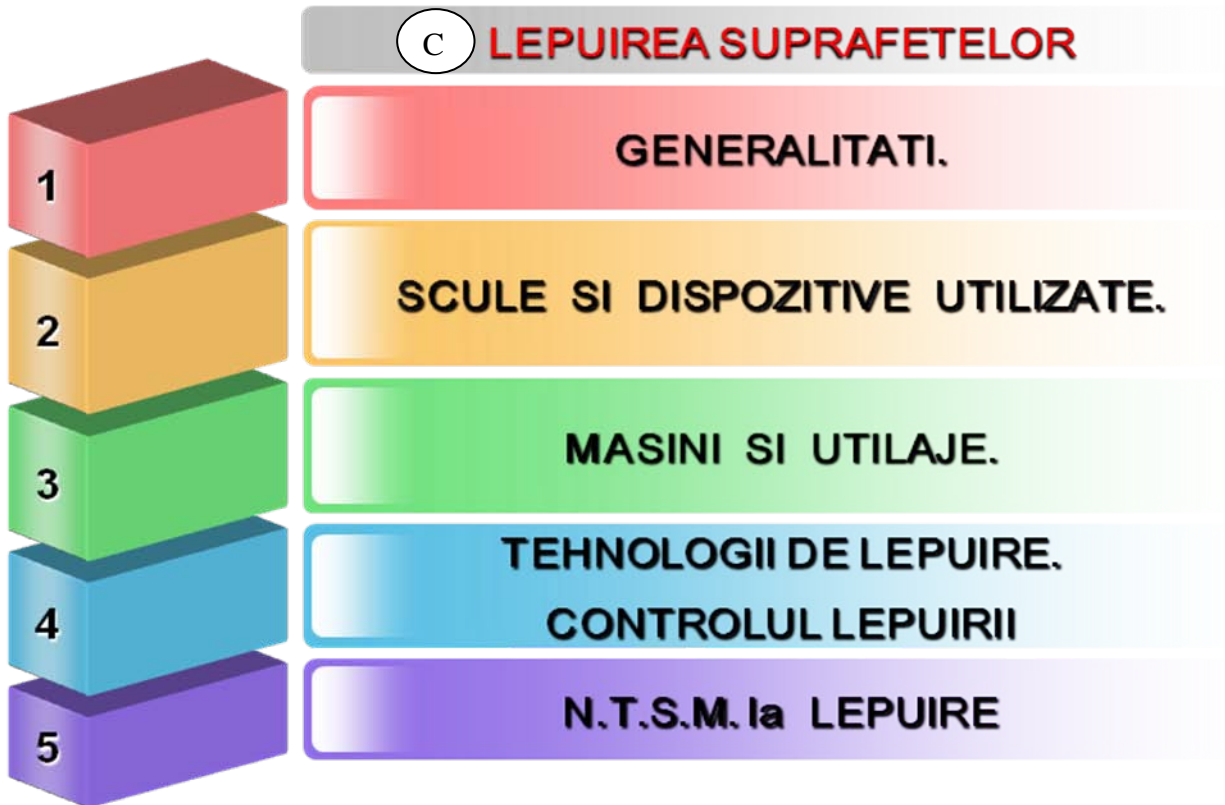 C LEPUIREA SUPRAFETELOR
1 GENERALITATI.
2 SCULE SI DISPOZITIVE UTILIZATE.
3 MASINI SI UTILAJE.
4 TEHNOLOGII DE LEPUIRE.
CONTROLUL LEPUIRII
5 N.T.S.M. la LEPUIRE